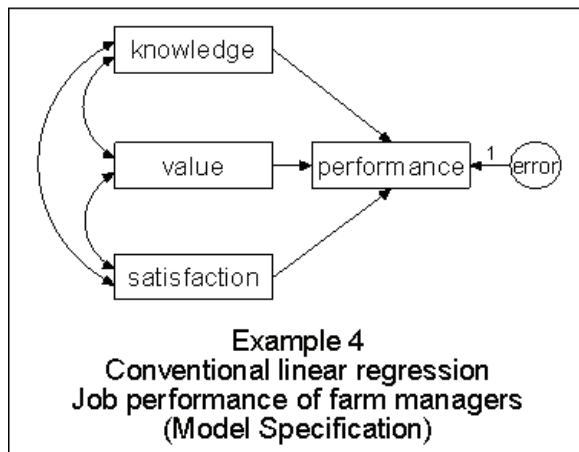 knowledge
value
performance
1
error
satisfaction
Example 4
Conventional linear regression
Job performance of farm managers
(Model Specification)